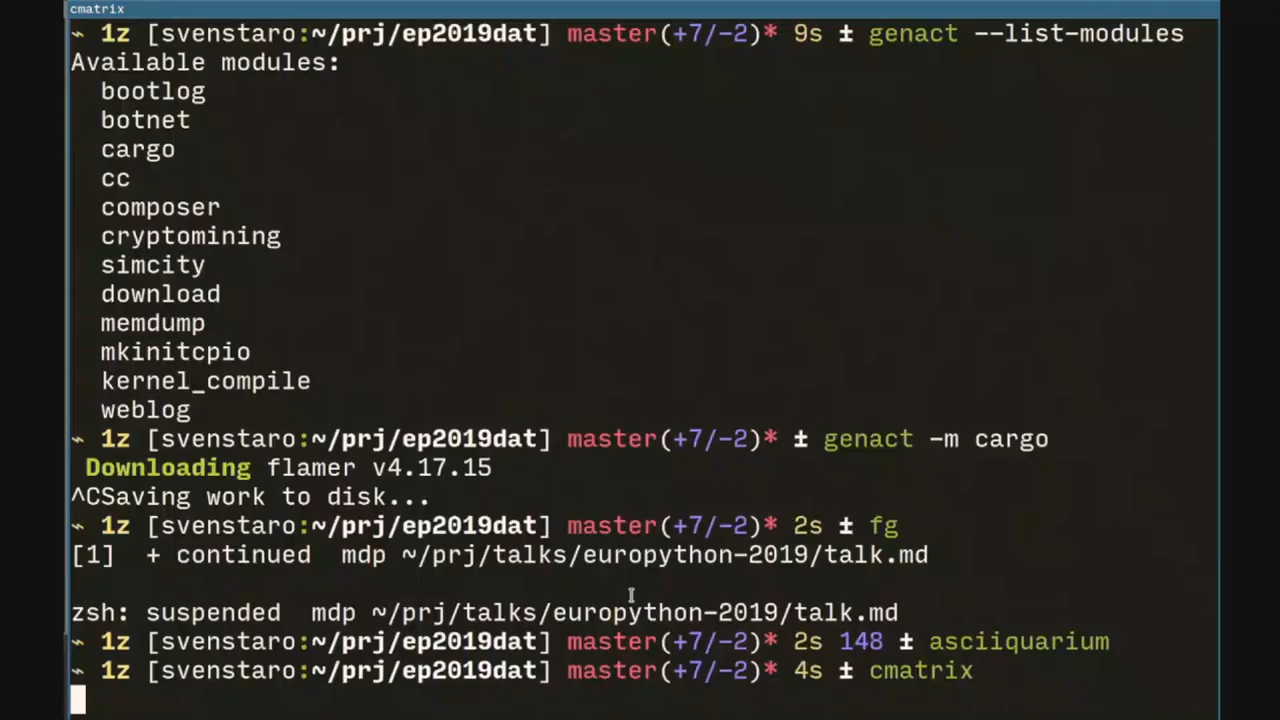 cmatrix
~ 1z [svenstaro:~/prj/ep2019dat] master(+7/-2)* 9s ± genact --list-modules
Available modules:
  bootlog
  botnet
  cargo
  cc
  composer
  cryptomining
  simcity
  download
  memdump
  mkinitcpio
  kernel_compile
  weblog
~ 1z [svenstaro:~/prj/ep2019dat] master(+7/-2)* ± genact -m cargo
 Downloading flamer v4.17.15
^CSaving work to disk...
~ 1z [svenstaro:~/prj/ep2019dat] master(+7/-2)* 2s ± fg
[1]  + continued  mdp ~/prj/talks/europython-2019/talk.md
zsh: suspended  mdp ~/prj/talks/europython-2019/talk.md
~ 1z [svenstaro:~/prj/ep2019dat] master(+7/-2)* 2s 148 ± asciiquarium
~ 1z [svenstaro:~/prj/ep2019dat] master(+7/-2)* 4s ± cmatrix